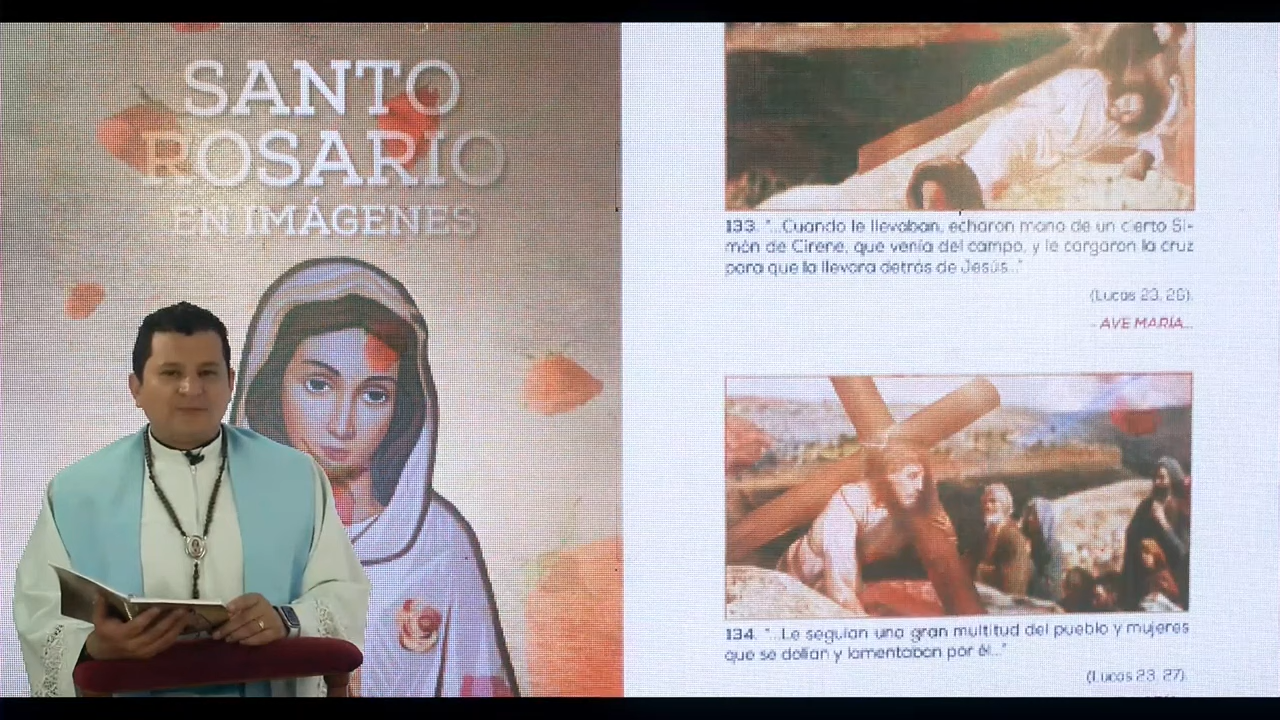 SANTO
ROSARIO
EN IMÁGENES
133. "...Cuando le llevaban, echaron mano de un cierto Si-
món de Cirene, que venía del campo, y le cargaron la cruz
para que la llevara detrás de Jesús..."
(Lucas 23, 26).
- AVE MARÍA...
134. "...Le seguían una gran multitud del pueblo y mujeres
que se dolían y lamentaban por él..."
(Lucas 23, 27).